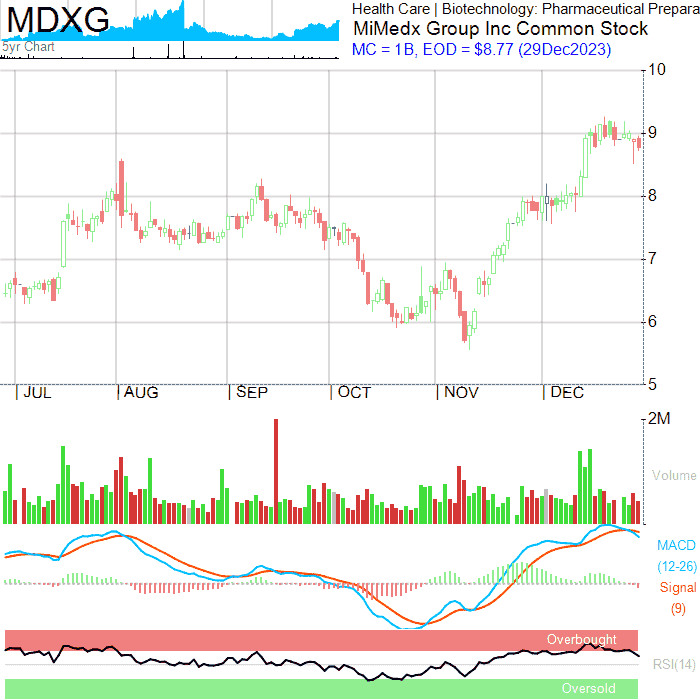 MDXG
5yr Chart
Health Care | Biotechnology: Pharmaceutical Prepara
MiMedx Group Inc Common Stock
MC = 1B, EOD = $8.77 (29Dec2023)
10
9
8
7
6
5
JUL
AUG
SEP
OCT
NOV
DEC
2M
Volume
MACD
(12-26)
Signal
(9)
Overbought
RSI(14)
Oversold